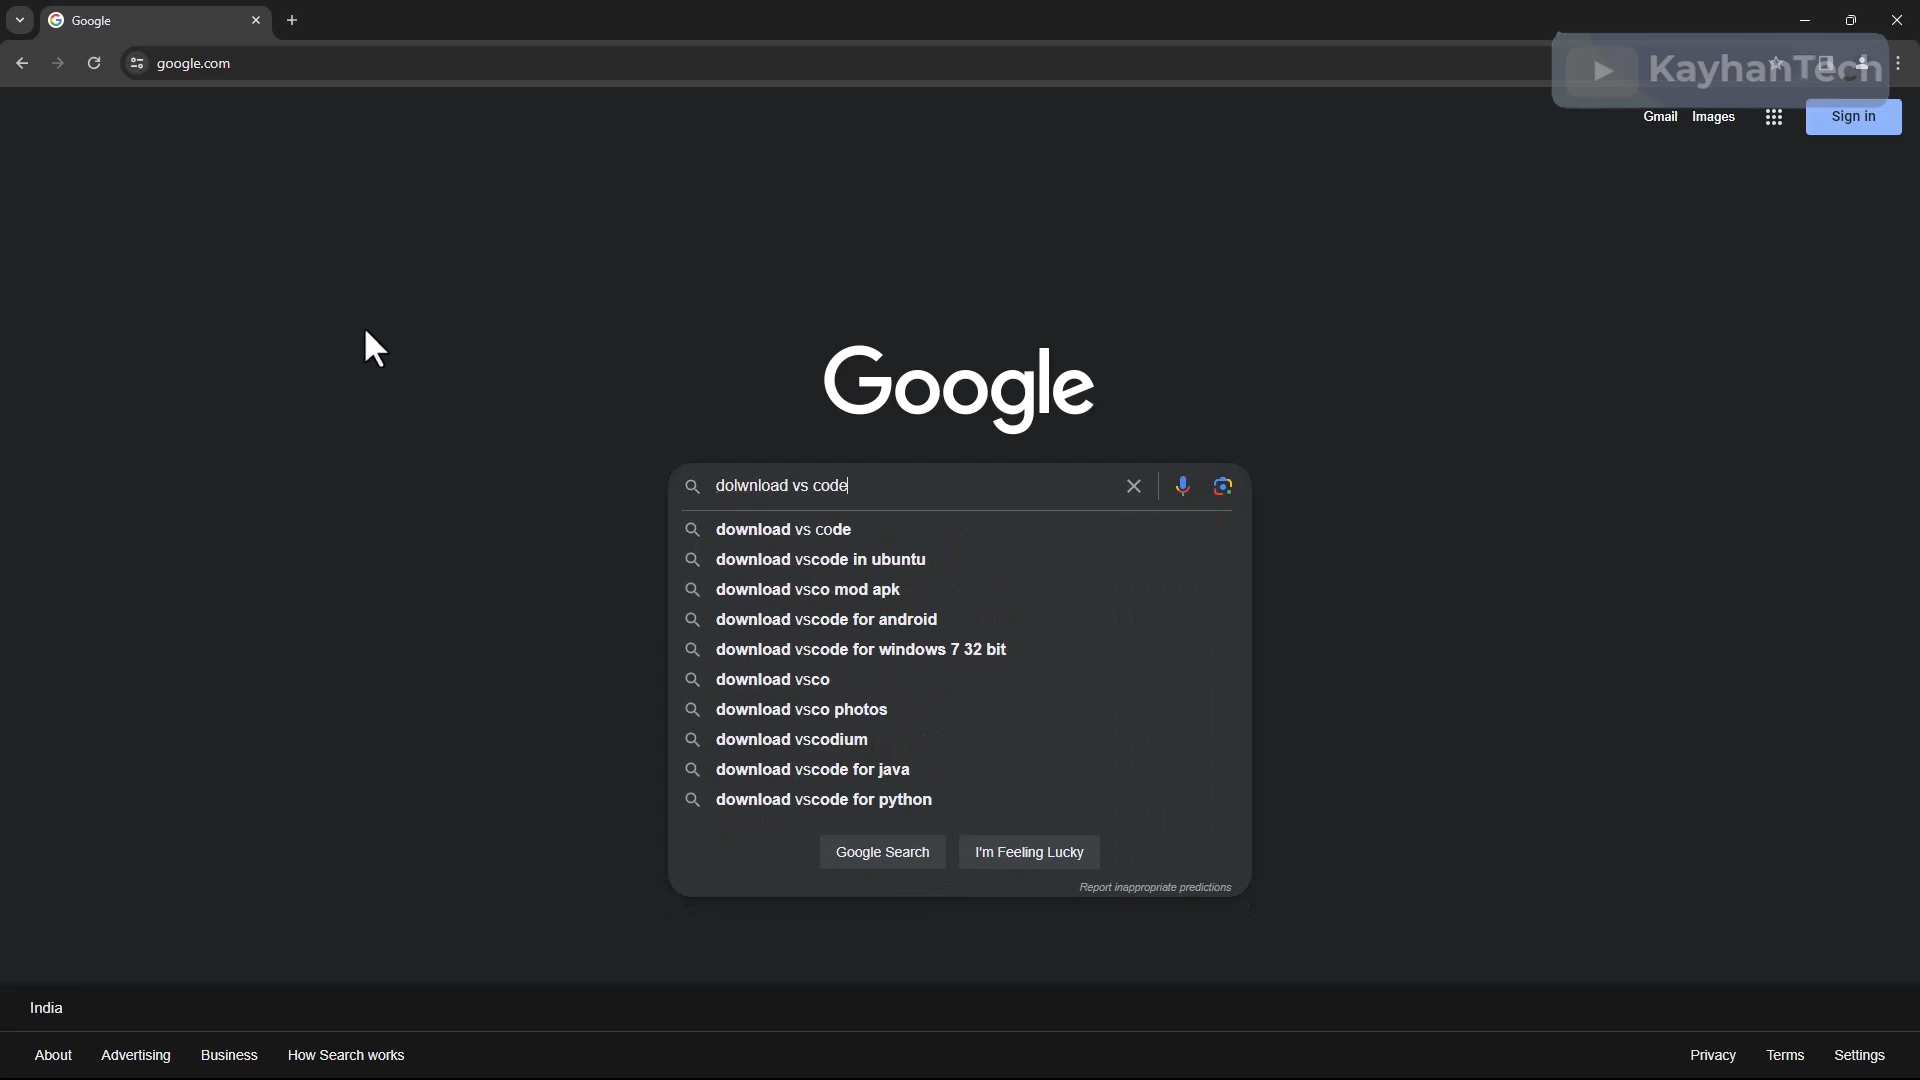 Google
google.com
KayhanTech
Gmail Images Sign in
Google
dolwnload vs code
download vs code
download vscode in ubuntu
download vsco mod apk
download vscode for android
download vscode for windows 7 32 bit
download vsco
download vsco photos
download vscodium
download vscode for java
download vscode for python
Google Search I'm Feeling Lucky
Report inappropriate predictions
India
About Advertising Business How Search works Privacy Terms Settings